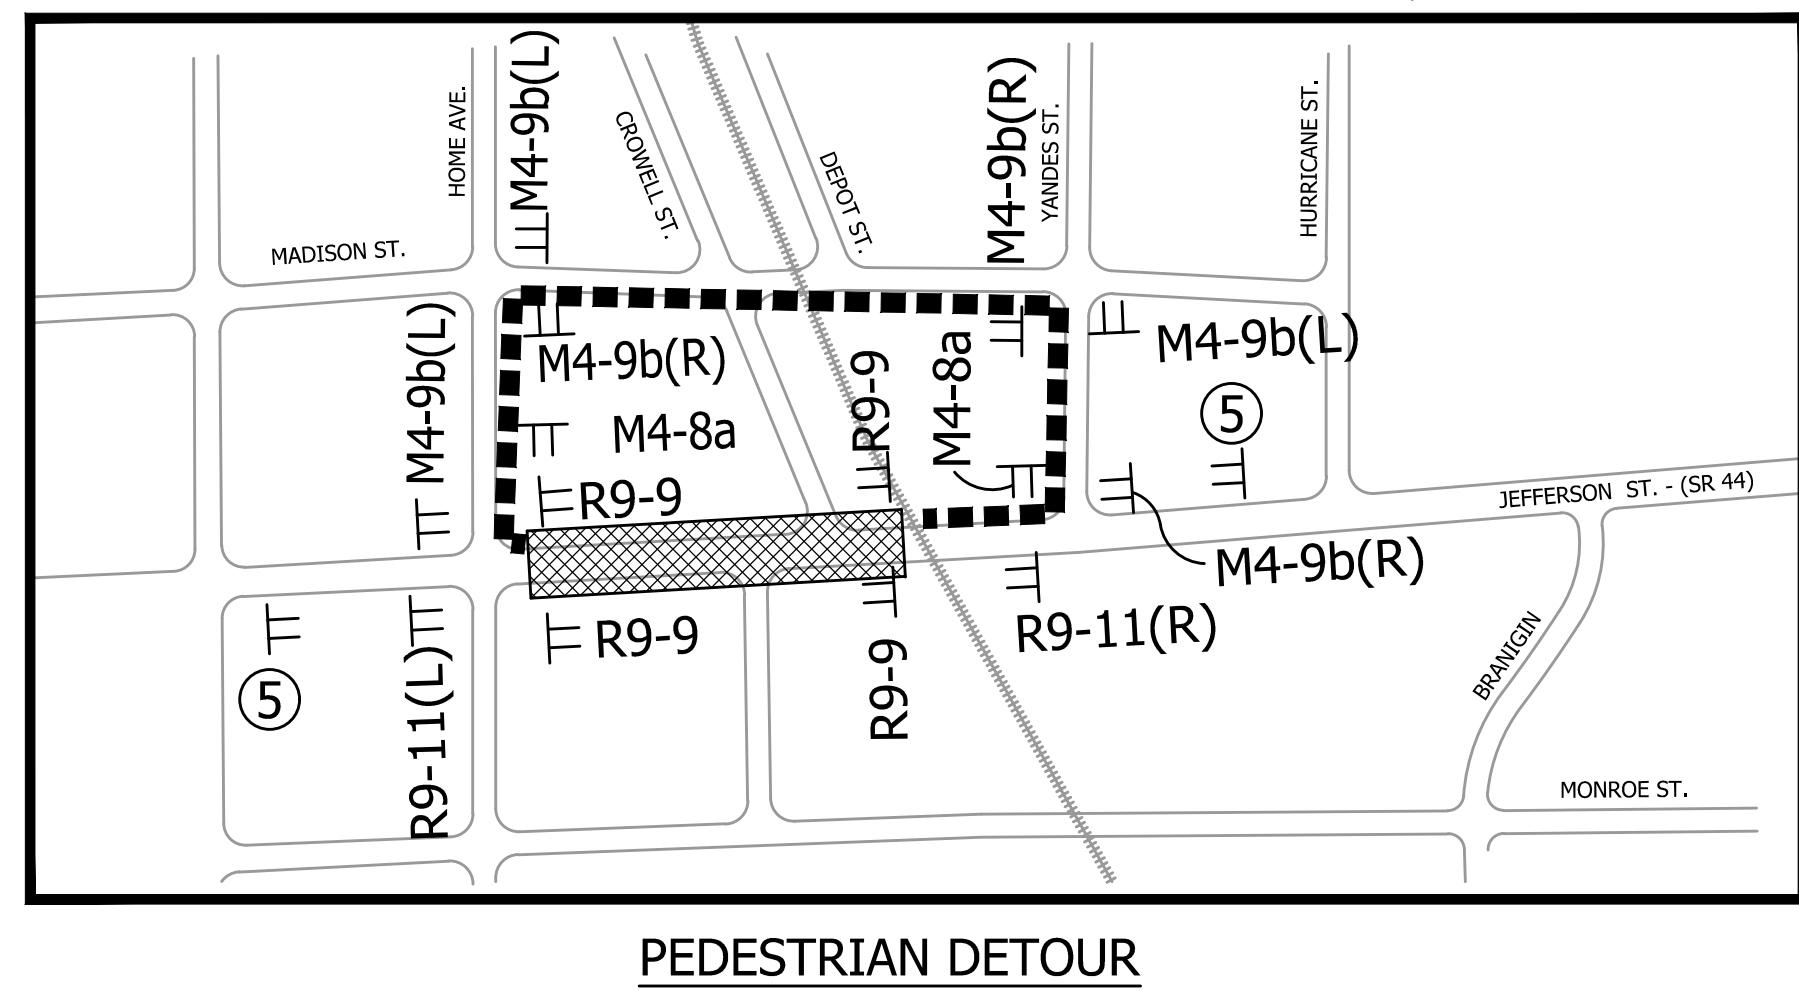 M4-9b(L)
M4-9b(R)
HOME AVE.
CROWELL ST.
DEPOT ST.
YANDES ST.
HURRICANE ST.
MADISON ST.
M4-9b(L)
M4-9b(R)
M4-8a
R9-9
R9-9
M4-8a
M4-9b(L)
5
JEFFERSON ST. - (SR 44)
M4-9b(R)
R9-11(R)
R9-9
R9-9
R9-11(L)
5
BRANIGIN
MONROE ST.
PEDESTRIAN DETOUR